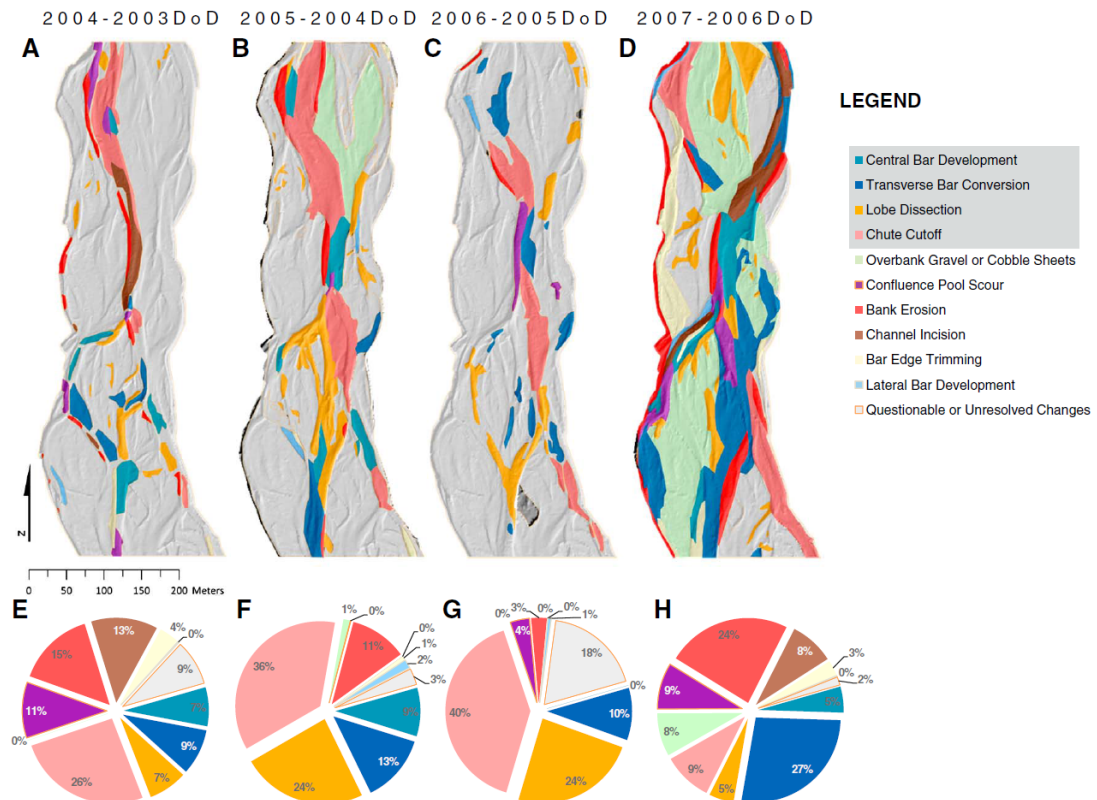 2004-2003DoD
2005-2004DoD
2006-2005DoD
2007-2006DoD
A
B
C
D
LEGEND
Central Bar Development
Transverse Bar Conversion
Lobe Dissection
Chute Cutoff
Overbank Gravel or Cobble Sheets
Confluence Pool Scour
Bank Erosion
Channel Incision
Bar Edge Trimming
Lateral Bar Development
Questionable or Unresolved Changes
N
0 50 100 150 200 Meters
E
13%
4%
0%
9%
7%
9%
7%
26%
0%
11%
15%
F
1%
0%
11%
0%
1%
2%
3%
13%
24%
36%
G
0%
3%
0%
0%
1%
4%
18%
0%
10%
24%
40%
H
24%
8%
3%
0%
2%
27%
5%
9%
8%
9%